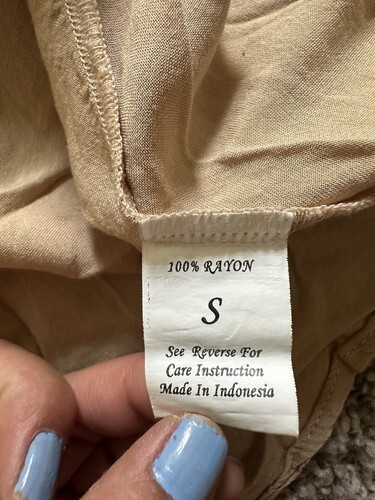 100% RAYON
S
See Reverse For
Care Instruction
Made In Indonesia